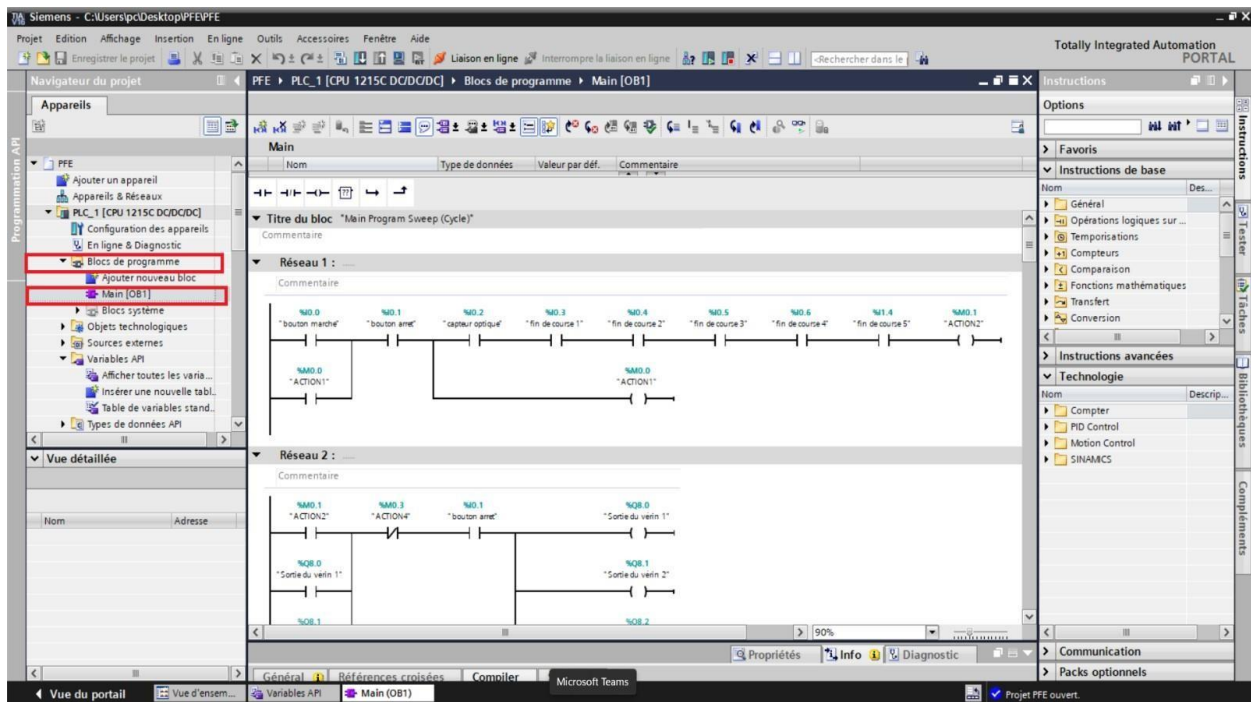 Siemens - C:\Users\pc\Desktop\PFE\PFE
Projet Edition Affichage Insertion En ligne Outils Accessoires Fenêtre Aide
Totally Integrated Automation
PORTAL
Enregistrer le projet
Liaison en ligne
Interrompre la liaison en ligne
<Rechercher dans le
Navigateur du projet
PFE PLC_1 [CPU 1215C DC/DC/DC] Blocs de programme Main [OB1]
Instructions
Appareils
Options
Programmation API
PFE
Ajouter un appareil
Appareils & Réseaux
PLC_1 [CPU 1215C DC/DC/DC]
Configuration des appareils
En ligne & Diagnostic
Blocs de programme
Ajouter nouveau bloc
Main [OB1]
Blocs système
Objets technologiques
Sources externes
Variables API
Afficher toutes les varia...
Insérer une nouvelle tabl..
Table de variables stand..
Types de données API
Vue détaillée
Nom Adresse
Main
Nom Type de données Valeur par déf. Commentaire
Titre du bloc "Main Program Sweep (Cycle)"
Commentaire
Réseau 1 : ....
Commentaire
%I0.0 %I0.1 %I0.2 %I0.3 %I0.4 %I0.5 %I0.6 %I1.4 %M0.1
"bouton marche" "bouton arret" "capteur optique" "fin de course 1" "fin de course 2" "fin de course 3" "fin de course 4" "fin de course 5" "ACTION2"
%M0.0 %M0.0
"ACTION1" "ACTION1"
Réseau 2 : ....
Commentaire
%M0.1 %M0.3 %I0.1 %Q8.0
"ACTION2" "ACTION4" "bouton arret" "Sortie du verin 1"
%Q8.0 %Q8.1
"Sortie du verin 1" "Sortie du verin 2"
%Q8.1 %Q8.2
90%
Propriétés Info Diagnostic
Général Références croisées Compiler
Microsoft Teams
Favoris
Instructions de base
Nom Des...
Général
Opérations logiques sur ...
Temporisations
Compteurs
Comparaison
Fonctions mathématiques
Transfert
Conversion
Instructions avancées
Technologie
Nom Descrip...
Compter
PID Control
Motion Control
SINAMICS
Communication
Packs optionnels
Instructions
Tester
Tâches
Bibliothèques
Compléments
Vue du portail Vue d'ensem... Variables API Main (OB1)
Projet PFE ouvert.